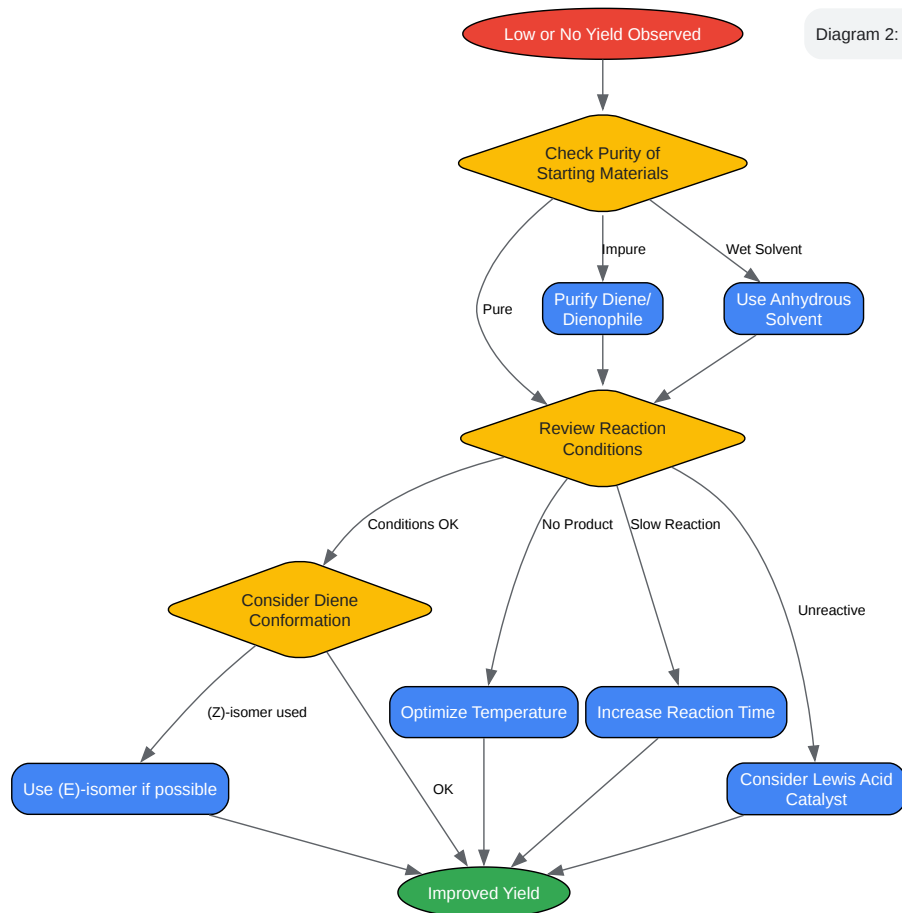 Low or No Yield Observed
Diagram 2:
Check Purity of
Starting Materials
Impure
Wet Solvent
Pure
Purify Diene/
Dienophile
Use Anhydrous
Solvent
Review Reaction
Conditions
Conditions OK
No Product
Slow Reaction
Unreactive
Consider Diene
Conformation
(Z)-isomer used
Optimize Temperature
Increase Reaction Time
Use (E)-isomer if possible
OK
Consider Lewis Acid
Catalyst
Improved Yield